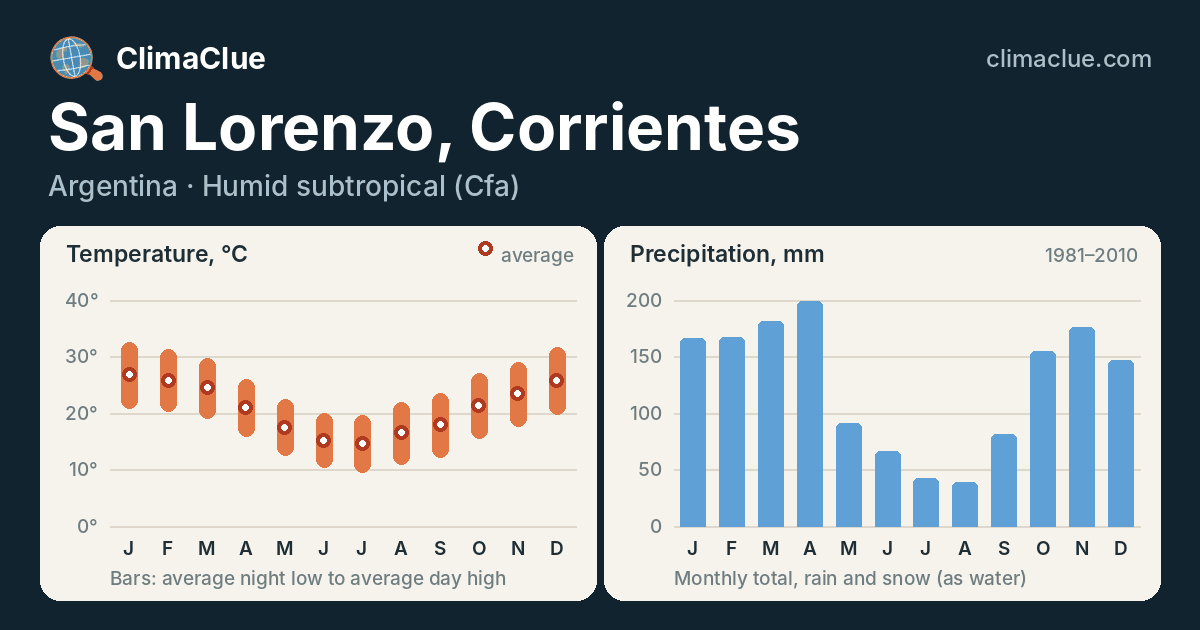 ClimaClue
climaclue.com
San Lorenzo, Corrientes
Argentina · Humid subtropical (Cfa)
Temperature, °C
average
40°
30°
20°
10°
0°
J F M A M J J A S O N D
Bars: average night low to average day high
Precipitation, mm
1981–2010
200
150
100
50
0
J F M A M J J A S O N D
Monthly total, rain and snow (as water)